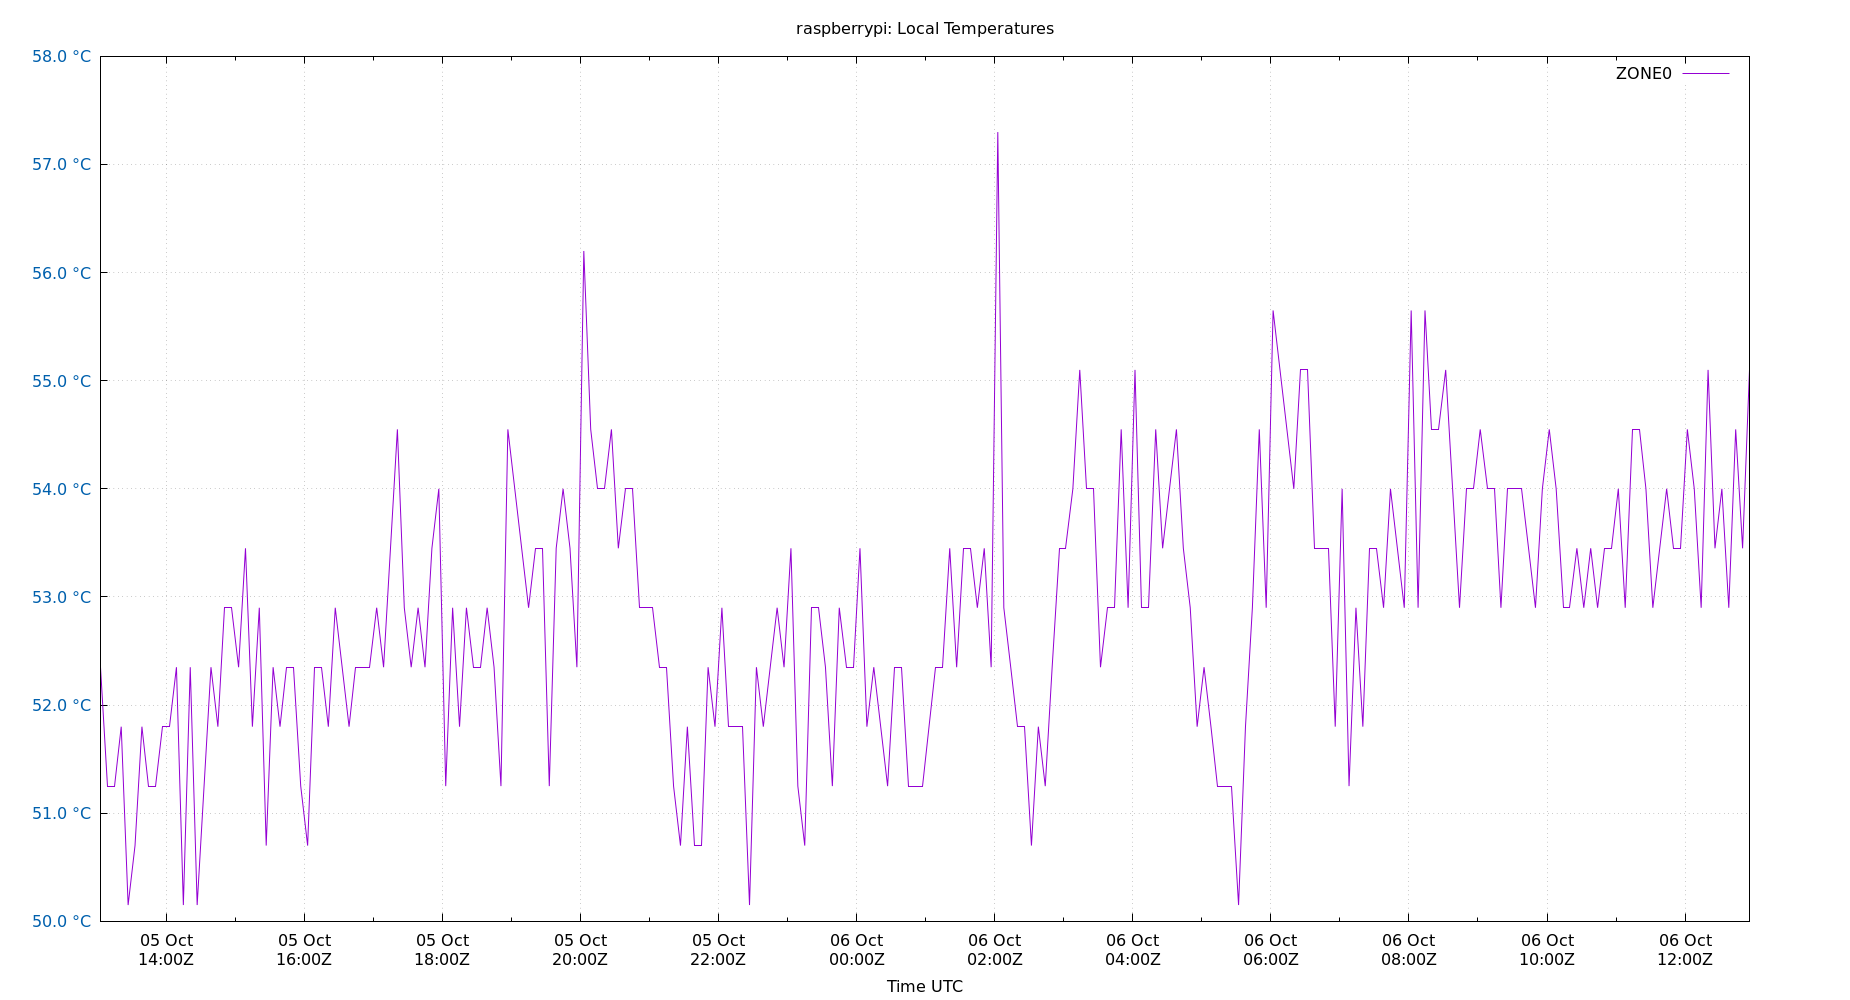 raspberrypi: Local Temperatures
58.0 °C
ZONE0
57.0 °C
56.0 °C
55.0 °C
54.0 °C
53.0 °C
52.0 °C
51.0 °C
50.0 °C
05 Oct 05 Oct 05 Oct 05 Oct 05 Oct 06 Oct 06 Oct 06 Oct 06 Oct 06 Oct 06 Oct 06 Oct
14:00Z 16:00Z 18:00Z 20:00Z 22:00Z 00:00Z 02:00Z 04:00Z 06:00Z 08:00Z 10:00Z 12:00Z
Time UTC